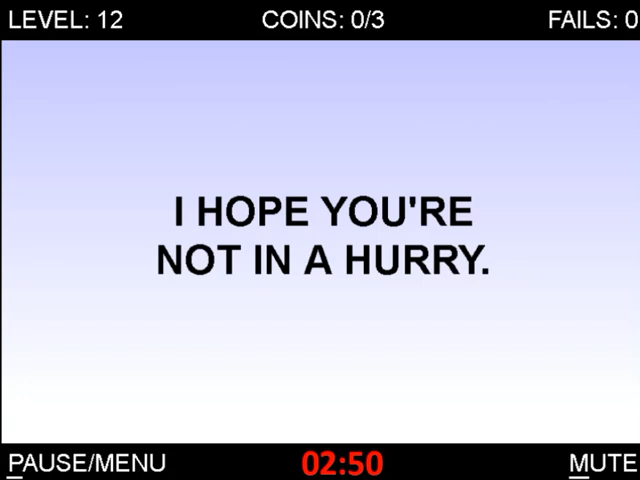 LEVEL: 12 COINS: 0/3 FAILS: 0
I HOPE YOU'RE
NOT IN A HURRY.
PAUSE/MENU 02:50 MUTE